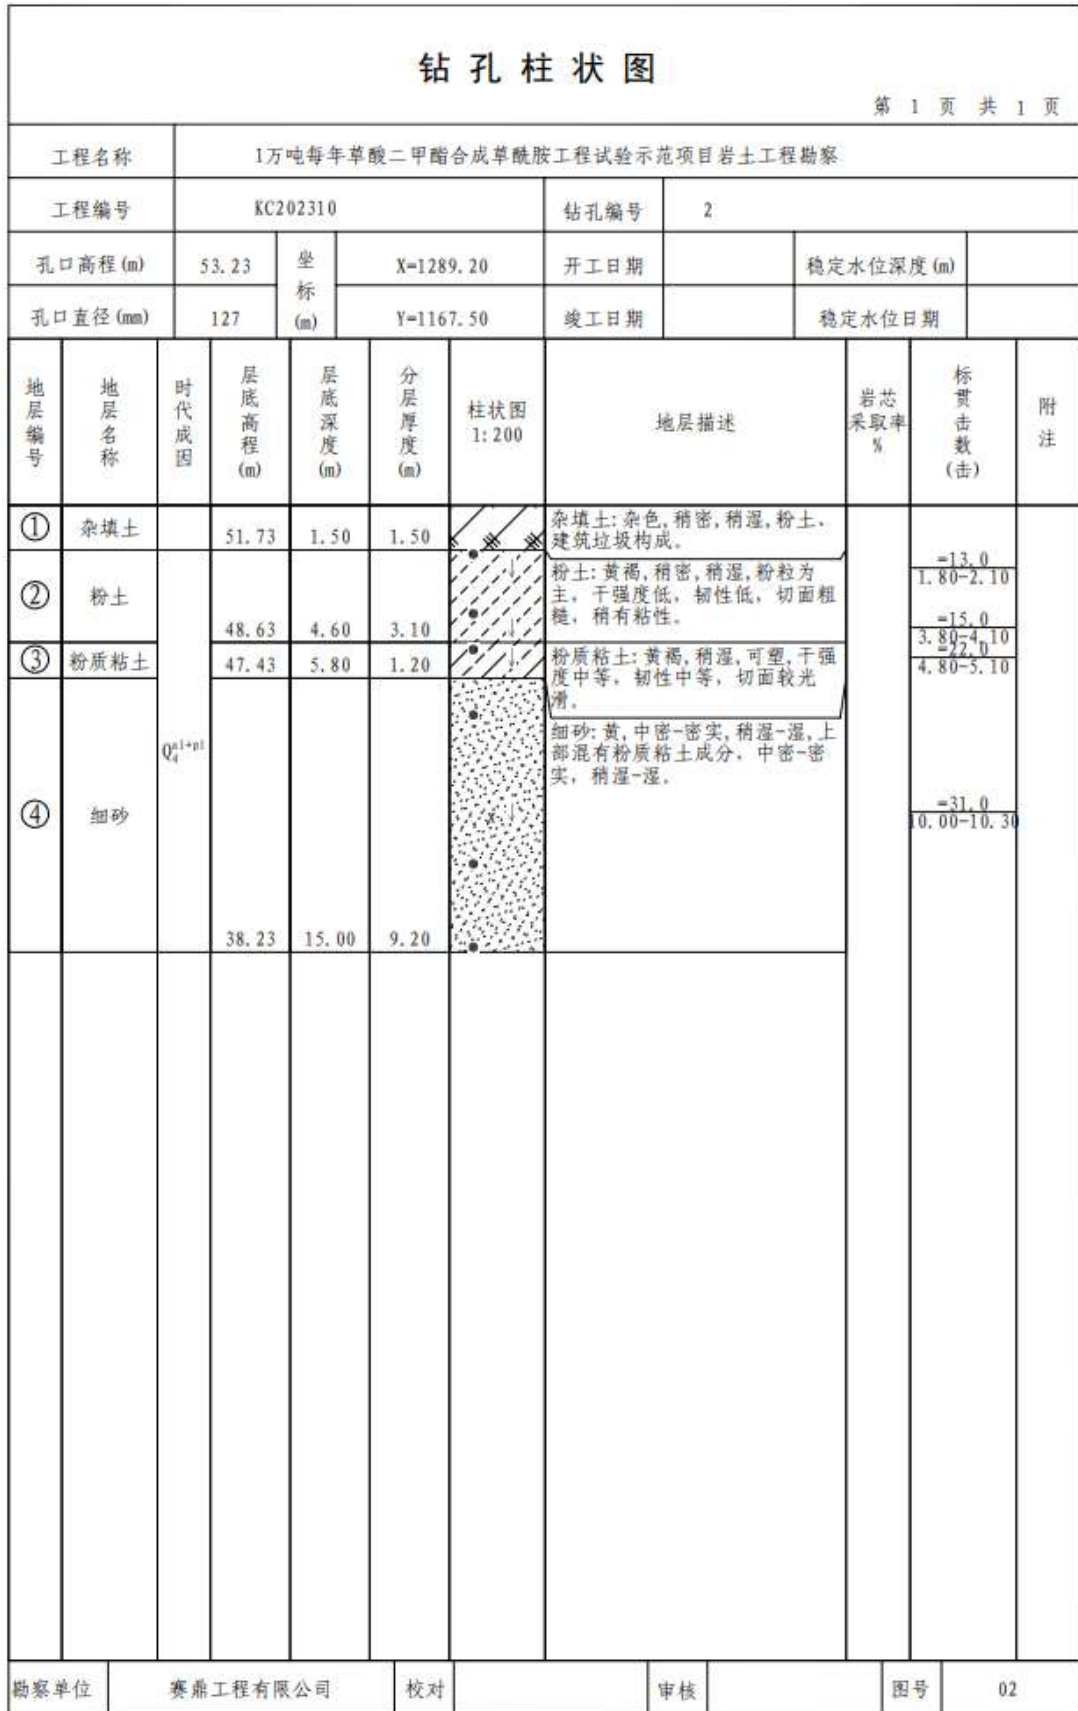 钻孔柱状图
第 1 页 共 1 页
工程名称 1万吨每年草酸二甲酯合成草酰胺工程试验示范项目岩土工程勘察
工程编号 KC202310 钻孔编号 2
孔口高程(m) 53.23 坐标(m) X=1289.20 开工日期 稳定水位深度(m)
孔口直径(mm) 127 Y=1167.50 竣工日期 稳定水位日期
地层编号 地层名称 时代成因 层底高程(m) 层底深度(m) 分层厚度(m) 柱状图 1:200 地层描述 岩芯采取率% 标贯击数(击) 附注
① 杂填土 51.73 1.50 1.50
杂填土:杂色,稍密,稍湿,粉土、
建筑垃圾构成。
② 粉土 48.63 4.60 3.10
粉土:黄褐,稍密,稍湿,粉粒为
主,干强度低,韧性低,切面粗
糙,稍有粘性。
=13.0
1.80-2.10
=15.0
3.80-4.10
③ 粉质粘土 47.43 5.80 1.20
粉质粘土:黄褐,稍湿,可塑,干强
度中等,韧性中等,切面较光
滑。
=22.0
4.80-5.10
④ 细砂 Q4al+pl 38.23 15.00 9.20
细砂:黄,中密-密实,稍湿-湿,上
部混有粉质粘土成分,中密-密
实,稍湿-湿。
=31.0
10.00-10.30
勘察单位 赛鼎工程有限公司 校对 审核 图号 02